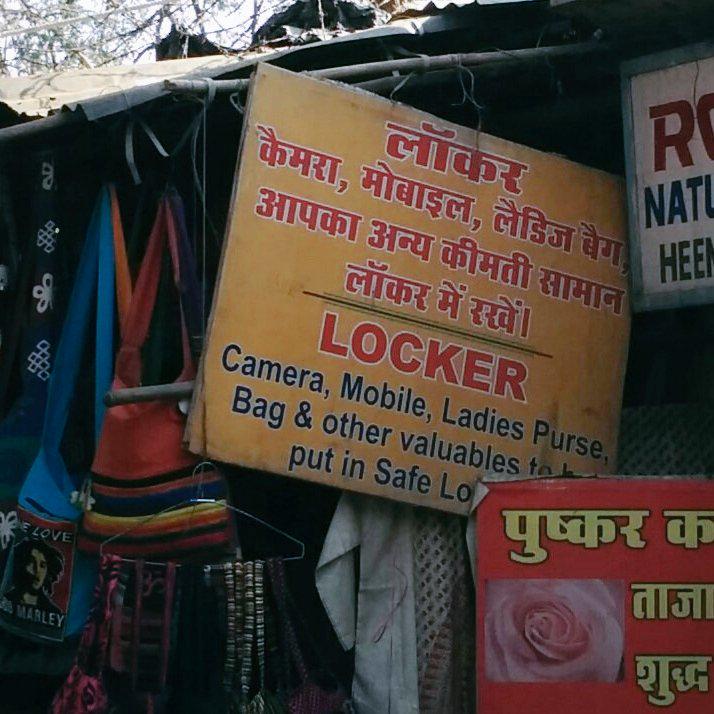 लॉकर
कैमरा, मोबाइल, लैडिज बैग,
आपका अन्य कीमती सामान
लॉकर में रखें।
LOCKER
Camera, Mobile, Ladies Purse,
Bag & other valuables to
put in Safe
NATU
HEEN
पुष्कर
ताजा
शुद्ध
LOVE
MARLEY